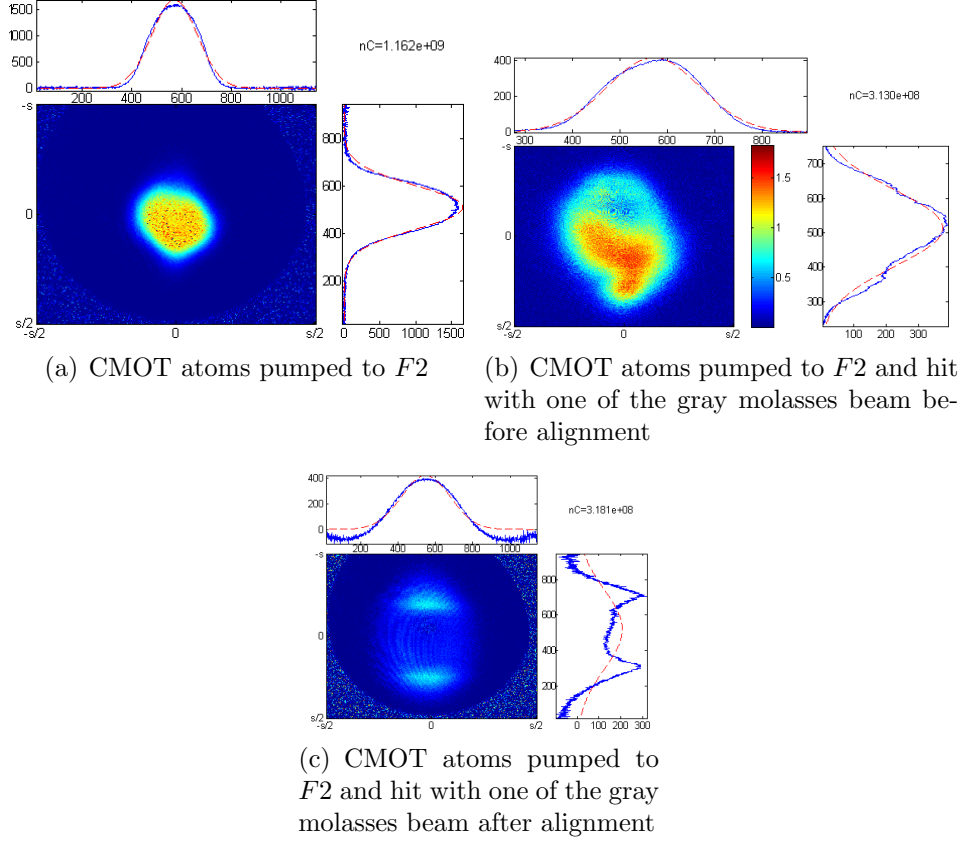 1500
1000
500
0
200 400 600 800 1000
nC=1.162e+09
-s
0
s/2
-s/2 0 s/2
800
600
400
200
0 500 1000 1500
(a) CMOT atoms pumped to F2
400
200
0
300 400 500 600 700 800
nC=3.130e+08
-s
0
s/2
-s/2 0 s/2
1.5
1
0.5
700
600
500
400
300
100 200 300
(b) CMOT atoms pumped to F2 and hit
with one of the gray molasses beam be-
fore alignment
400
200
0
200 400 600 800 1000
nC=3.181e+08
-s
0
s/2
-s/2 0 s/2
800
600
400
200
0 100 200 300
(c) CMOT atoms pumped to
F2 and hit with one of the gray
molasses beam after alignment